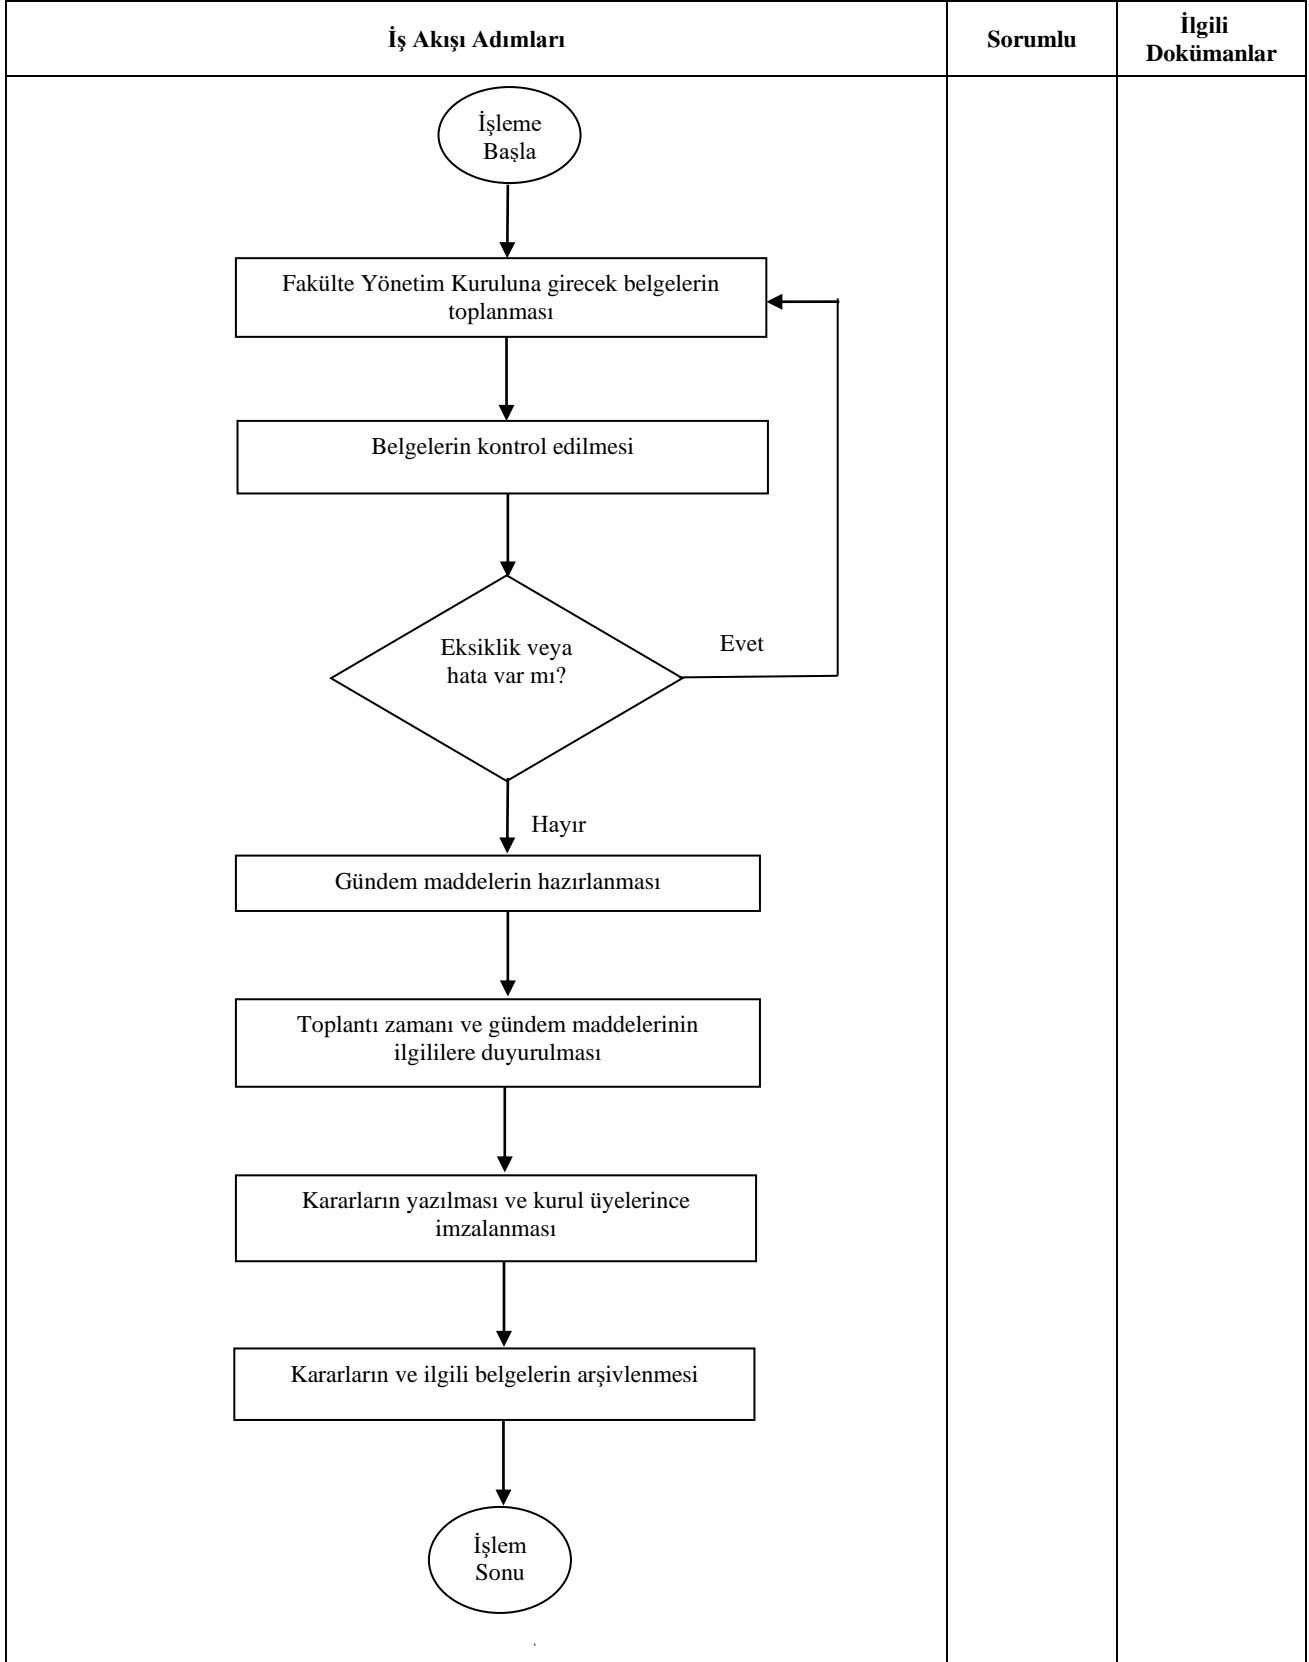 İş Akışı Adımları
Sorumlu
İlgili
Dokümanlar
İşleme
Başla
Fakülte Yönetim Kuruluna girecek belgelerin
toplanması
Belgelerin kontrol edilmesi
Eksiklik veya
hata var mı?
Evet
Hayır
Gündem maddelerin hazırlanması
Toplantı zamanı ve gündem maddelerinin
ilgililere duyurulması
Kararların yazılması ve kurul üyelerince
imzalanması
Kararların ve ilgili belgelerin arşivlenmesi
İşlem
Sonu